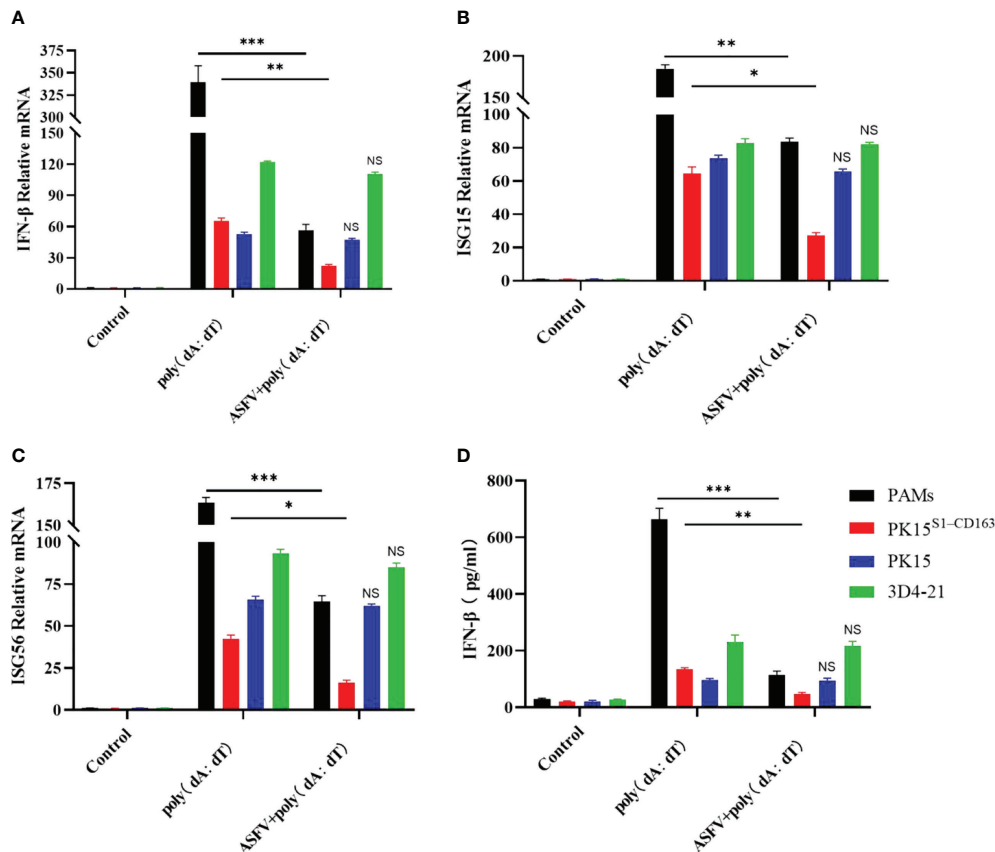 A
IFN-β Relative mRNA
375
350
325
300
150
120
90
60
30
0
***
**
NS
NS
Control
poly(dA: dT)
ASFV+poly(dA: dT)
B
ISG15 Relative mRNA
200
150
100
80
60
40
20
0
**
*
NS
NS
Control
poly(dA: dT)
ASFV+poly(dA: dT)
C
ISG56 Relative mRNA
175
150
100
75
50
25
0
***
*
NS
NS
Control
poly(dA: dT)
ASFV+poly(dA: dT)
D
IFN-β ( pg/ml)
800
600
400
200
0
***
**
NS
NS
Control
poly(dA: dT)
ASFV+poly(dA: dT)
PAMs
PK15S1–CD163
PK15
3D4-21